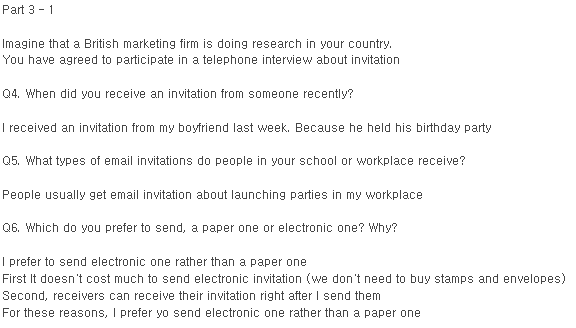 Part 3 - 1
Imagine that a British marketing firm is doing research in your country.
You have agreed to participate in a telephone interview about invitation
Q4. When did you receive an invitation from someone recently?
I received an invitation from my boyfriend last week. Because he held his birthday party
Q5. What types of email invitations do people in your school or workplace receive?
People usually get email invitation about launching parties in my workplace
Q6. Which do you prefer to send, a paper one or electronic one? Why?
I prefer to send electronic one rather than a paper one
First It doesn't cost much to send electronic invitation (we don't need to buy stamps and envelopes)
Second, receivers can receive their invitation right after I send them
For these reasons, I prefer yo send electronic one rather than a paper one